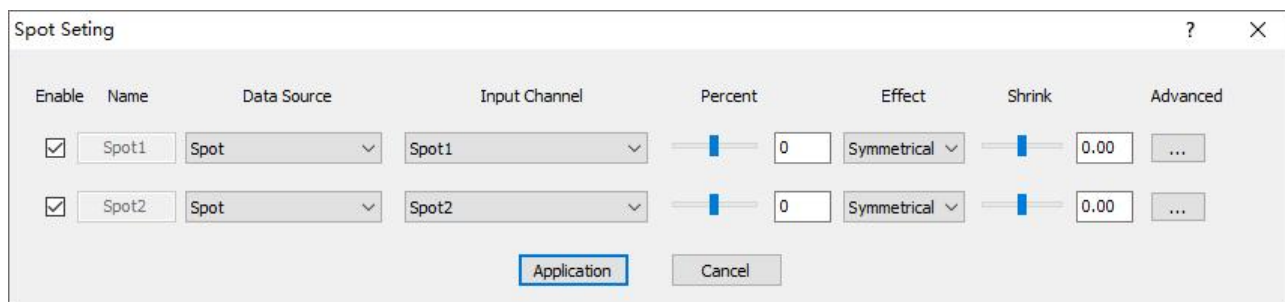 Spot Seting ?
Enable Name Data Source Input Channel Percent Effect Shrink Advanced
Spot1 Spot Spot1 0 Symmetrical 0.00 ...
Spot2 Spot Spot2 0 Symmetrical 0.00 ...
Application Cancel